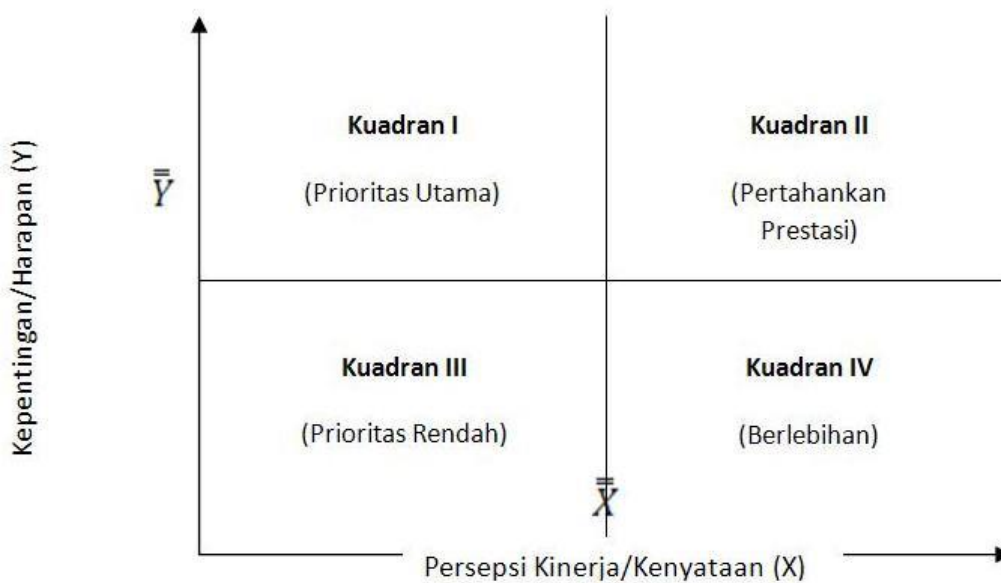 Kepentingan/Harapan (Y)
Kuadran I
(Prioritas Utama)
Kuadran II
(Pertahankan
Prestasi)
Y̿
Kuadran III
(Prioritas Rendah)
Kuadran IV
(Berlebihan)
X̿
Persepsi Kinerja/Kenyataan (X)